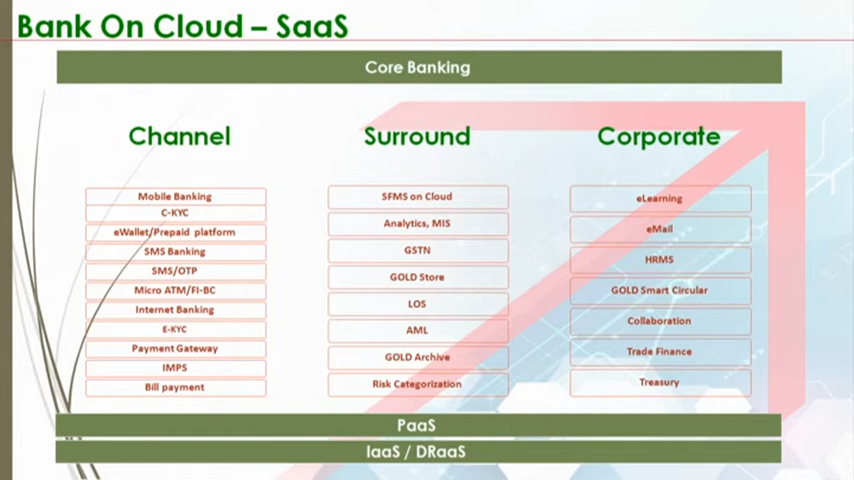 Bank On Cloud – SaaS
Core Banking
Channel
Surround
Corporate
Mobile Banking
C-KYC
eWallet/Prepaid platform
SMS Banking
SMS/OTP
Micro ATM/FI-BC
Internet Banking
E-KYC
Payment Gateway
IMPS
Bill payment
SFMS on Cloud
Analytics, MIS
GSTN
GOLD Store
LOS
AML
GOLD Archive
Risk Categorization
eLearning
eMail
HRMS
GOLD Smart Circular
Collaboration
Trade Finance
Treasury
PaaS
IaaS / DRaaS